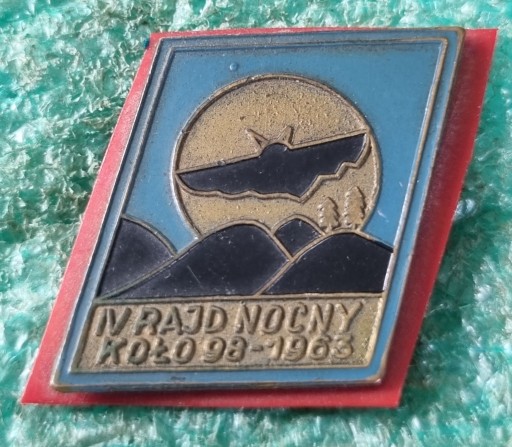 IV RAJD NOCNY
KOŁO 98-1963